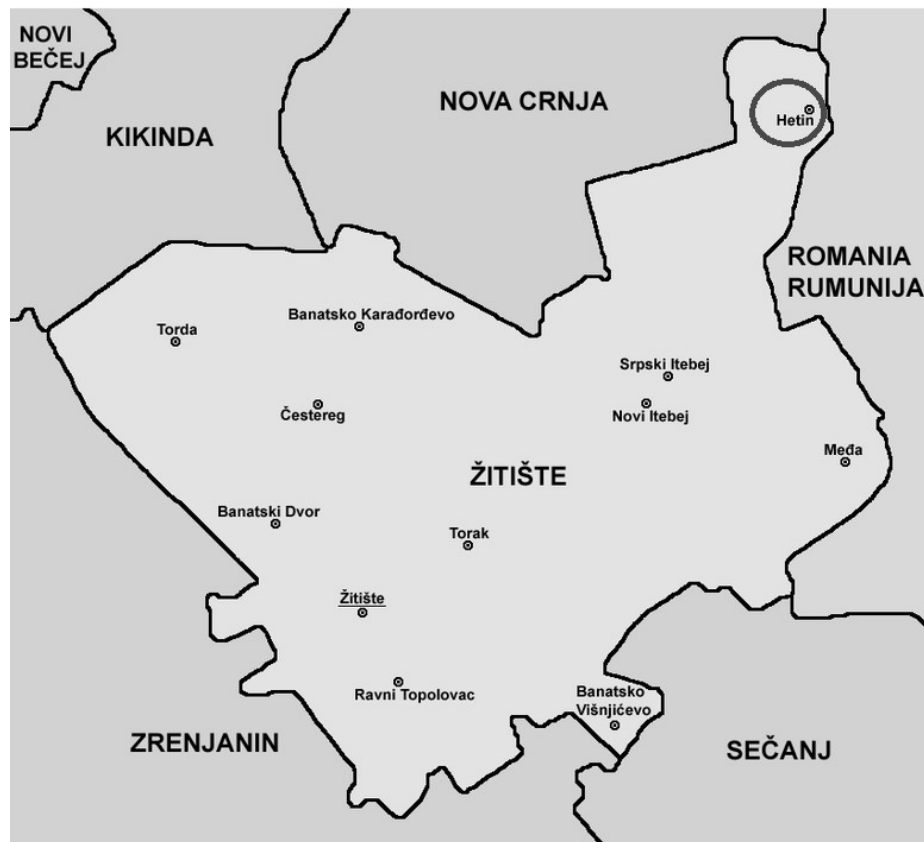 NOVI
BEČEJ
KIKINDA
NOVA CRNJA
Hetin
ROMANIA
RUMUNIJA
Banatsko Karađorđevo
Torda
Srpski Itebej
Čestereg
Novi Itebej
Međa
ŽITIŠTE
Banatski Dvor
Torak
Žitište
Ravni Topolovac
Banatsko
Višnjićevo
ZRENJANIN
SEČANJ